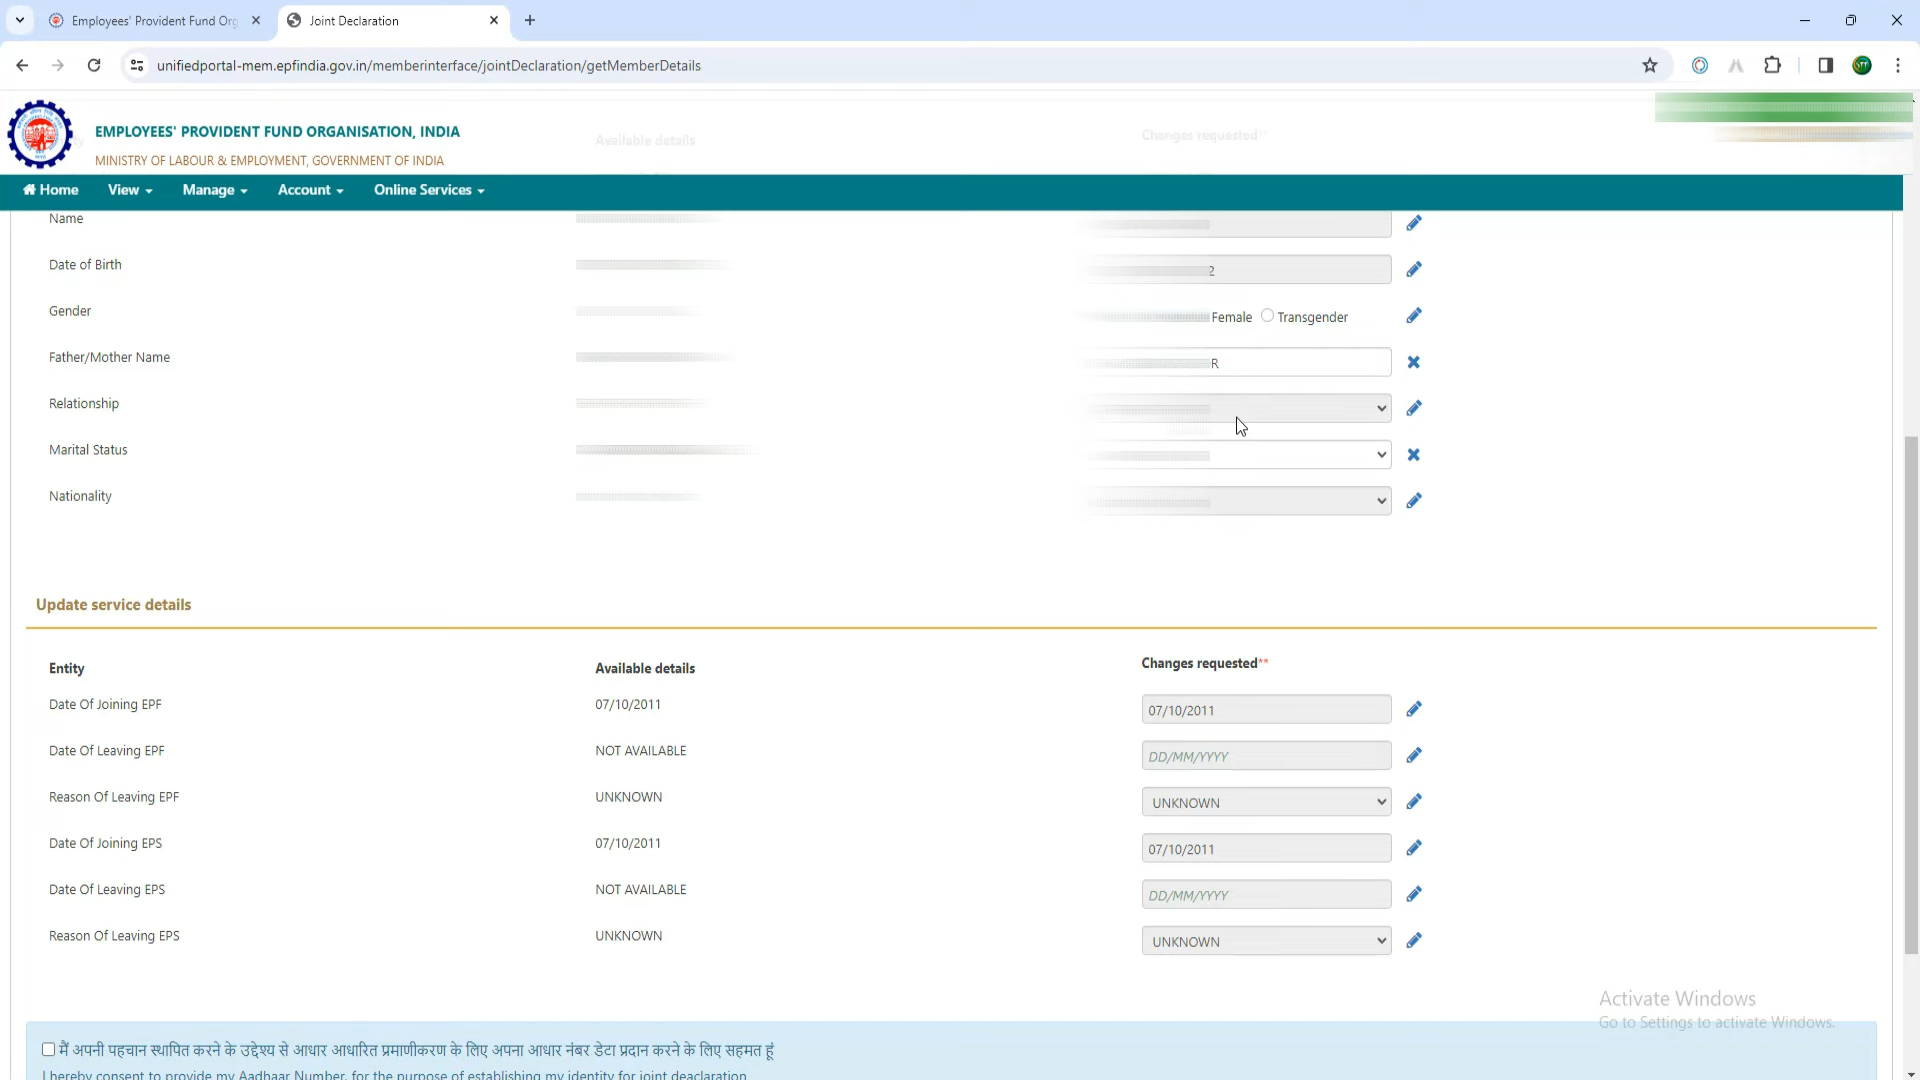 Employees' Provident Fund Org
Joint Declaration
unifiedportal-mem.epfindia.gov.in/memberinterface/jointDeclaration/getMemberDetails
EMPLOYEES' PROVIDENT FUND ORGANISATION, INDIA
Available details Changes requested**
MINISTRY OF LABOUR & EMPLOYMENT, GOVERNMENT OF INDIA
Home View Manage Account Online Services
Name
Date of Birth 2
Gender Female Transgender
Father/Mother Name R
Relationship
Marital Status
Nationality
Update service details
Entity Available details Changes requested**
Date Of Joining EPF 07/10/2011 07/10/2011
Date Of Leaving EPF NOT AVAILABLE DD/MM/YYYY
Reason Of Leaving EPF UNKNOWN UNKNOWN
Date Of Joining EPS 07/10/2011 07/10/2011
Date Of Leaving EPS NOT AVAILABLE DD/MM/YYYY
Reason Of Leaving EPS UNKNOWN UNKNOWN
Activate Windows
Go to Settings to activate Windows.
मैं अपनी पहचान स्थापित करने के उद्देश्य से आधार आधारित प्रमाणीकरण के लिए अपना आधार नंबर डेटा प्रदान करने के लिए सहमत हूं
I hereby consent to provide my Aadhaar Number, for the purpose of establishing my identity for joint deaclaration